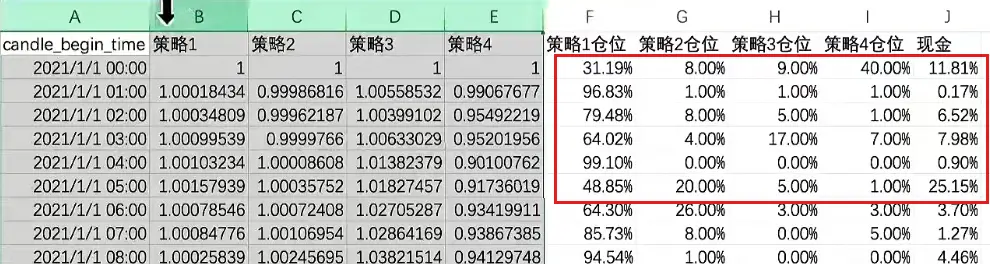 A B C D E F G H I J
candle_begin_time 策略1 策略2 策略3 策略4 策略1仓位 策略2仓位 策略3仓位 策略4仓位 现金
2021/1/1 00:00 1 1 1 1 31.19% 8.00% 9.00% 40.00% 11.81%
2021/1/1 01:00 1.00018434 0.99986816 1.00558532 0.99067677 96.83% 1.00% 1.00% 1.00% 0.17%
2021/1/1 02:00 1.00034809 0.99962187 1.00399102 0.95492219 79.48% 8.00% 5.00% 1.00% 6.52%
2021/1/1 03:00 1.00099539 0.9999766 1.00633029 0.95201956 64.02% 4.00% 17.00% 7.00% 7.98%
2021/1/1 04:00 1.00103234 1.00008608 1.01382379 0.90100762 99.10% 0.00% 0.00% 0.00% 0.90%
2021/1/1 05:00 1.00157939 1.00035752 1.01827457 0.91736019 48.85% 20.00% 5.00% 1.00% 25.15%
2021/1/1 06:00 1.00078546 1.00072408 1.02705287 0.93419911 64.30% 26.00% 3.00% 3.00% 3.70%
2021/1/1 07:00 1.00084776 1.00106954 1.02864169 0.93867385 85.73% 8.00% 0.00% 5.00% 1.27%
2021/1/1 08:00 1.00025839 1.00245695 1.03821514 0.94129748 94.54% 1.00% 0.00% 0.00% 4.46%